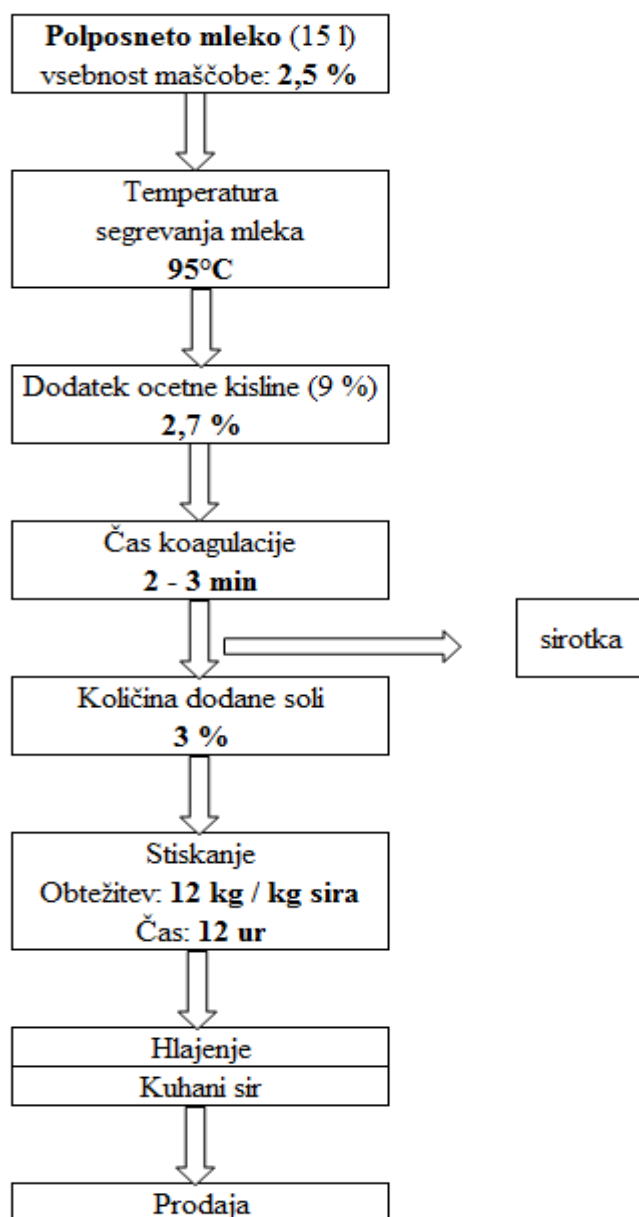 Polposneto mleko (15 l)
vsebnost maščobe: 2,5 %
Temperatura
segrevanja mleka
95°C
Dodatek ocetne kisline (9 %)
2,7 %
Čas koagulacije
2 - 3 min
sirotka
Količina dodane soli
3 %
Stiskanje
Obtežitev: 12 kg / kg sira
Čas: 12 ur
Hlajenje
Kuhani sir
Prodaja